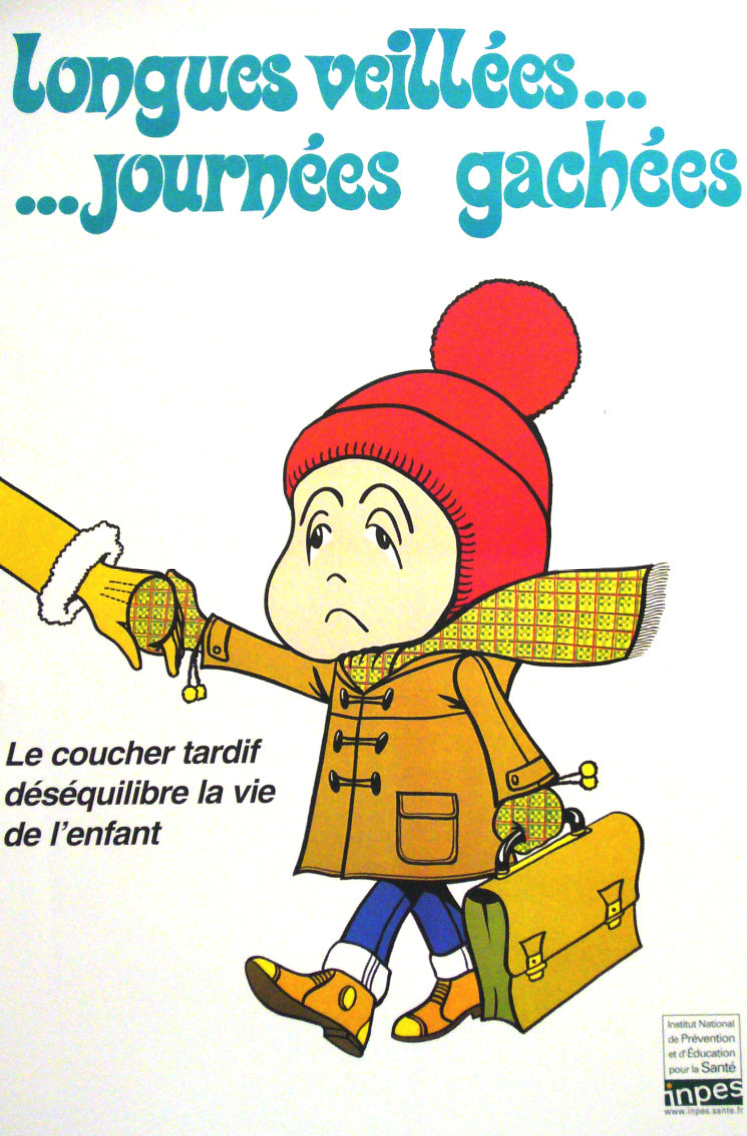 Longues veillées...
...journées gachées
Le coucher tardif
déséquilibre la vie
de l'enfant
Institut National
de Prévention
et d'Éducation
pour la Santé
inpes
www.inpes.sante.fr